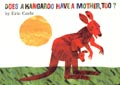 DOES A KANGAROO HAVE A MOTHER, TOO?
by Eric Carle